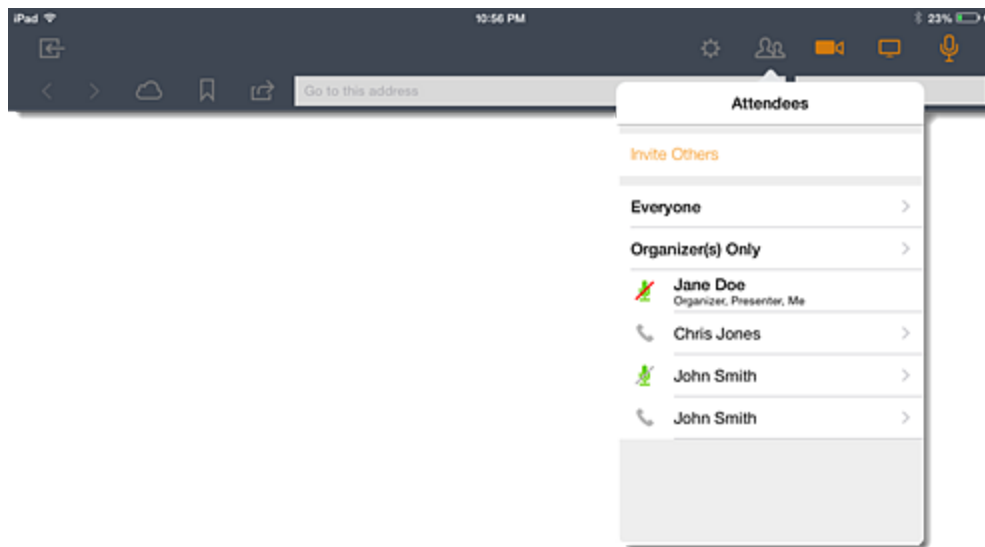 iPad
10:56 PM
23%
Go to this address
Attendees
Invite Others
Everyone
Organizer(s) Only
Jane Doe
Organizer, Presenter, Me
Chris Jones
John Smith
John Smith